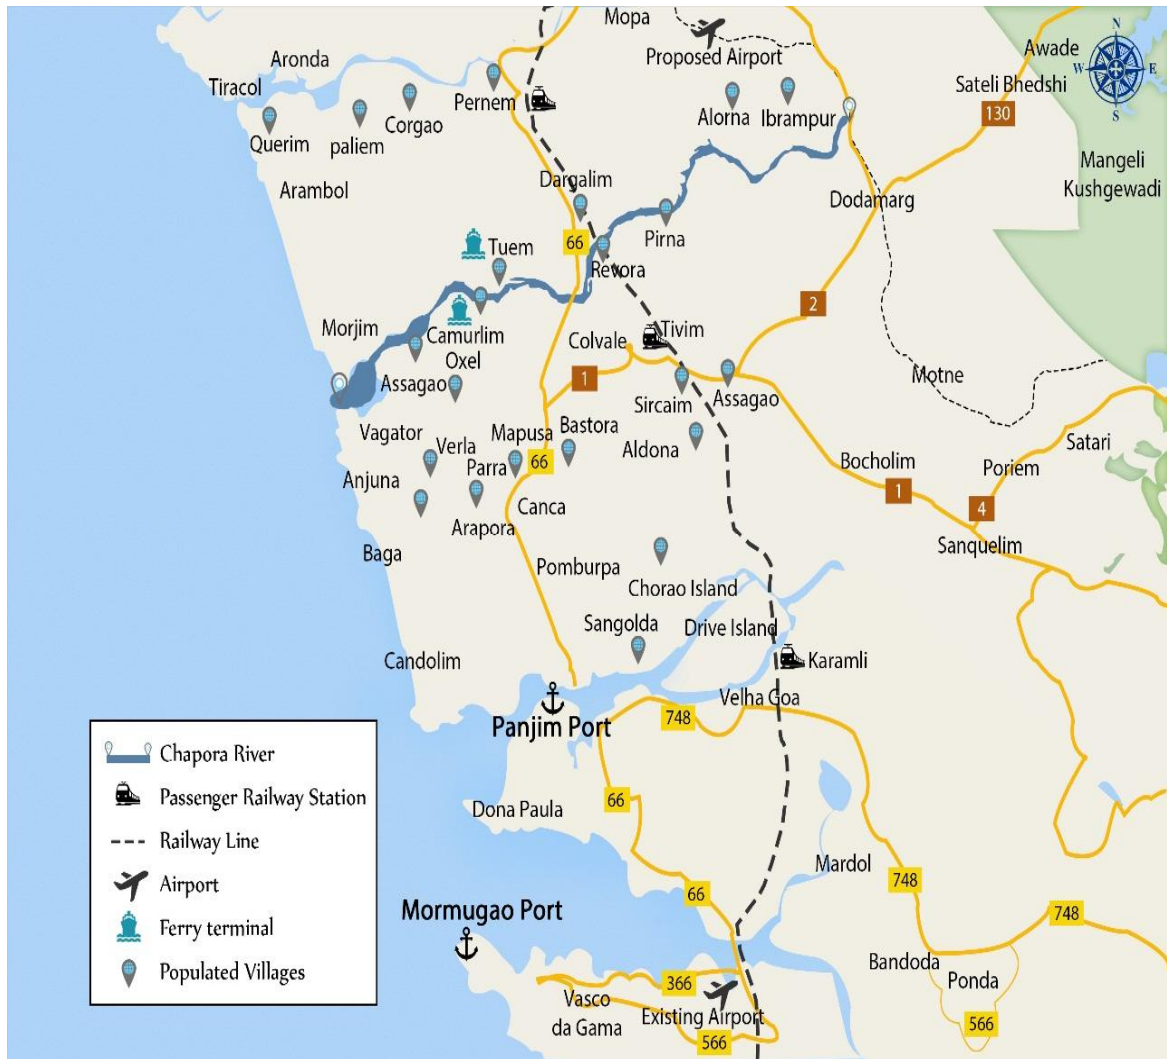 Mopa
Proposed Airport
Awade
N
W
E
S
Sateli Bhedshi
130
Aronda
Tiracol
Querim
paliem
Corgao
Pernem
Alorna
Ibrampur
Mangeli
Kushgewadi
Arambol
Dargalim
Dodamarg
66
Tuem
Revora
Pirna
2
Morjim
Camurlim
Oxel
Colvale
Tivim
Assagao
1
Sircaim
Assagao
Motne
Vagator
Verla
Mapusa
Bastora
Aldona
Satari
Anjuna
Parra
66
Bocholim
Poriem
Arapora
Canca
1
4
Sanquelim
Baga
Pomburpa
Chorao Island
Sangolda
Drive Island
Karamli
Candolim
Velha Goa
Panjim Port
748
Chapora River
Passenger Railway Station
Railway Line
Airport
Ferry terminal
Populated Villages
Dona Paula
66
Mardol
748
66
748
Mormugao Port
Bandoda
Ponda
366
Vasco
da Gama
Existing Airport
566
566